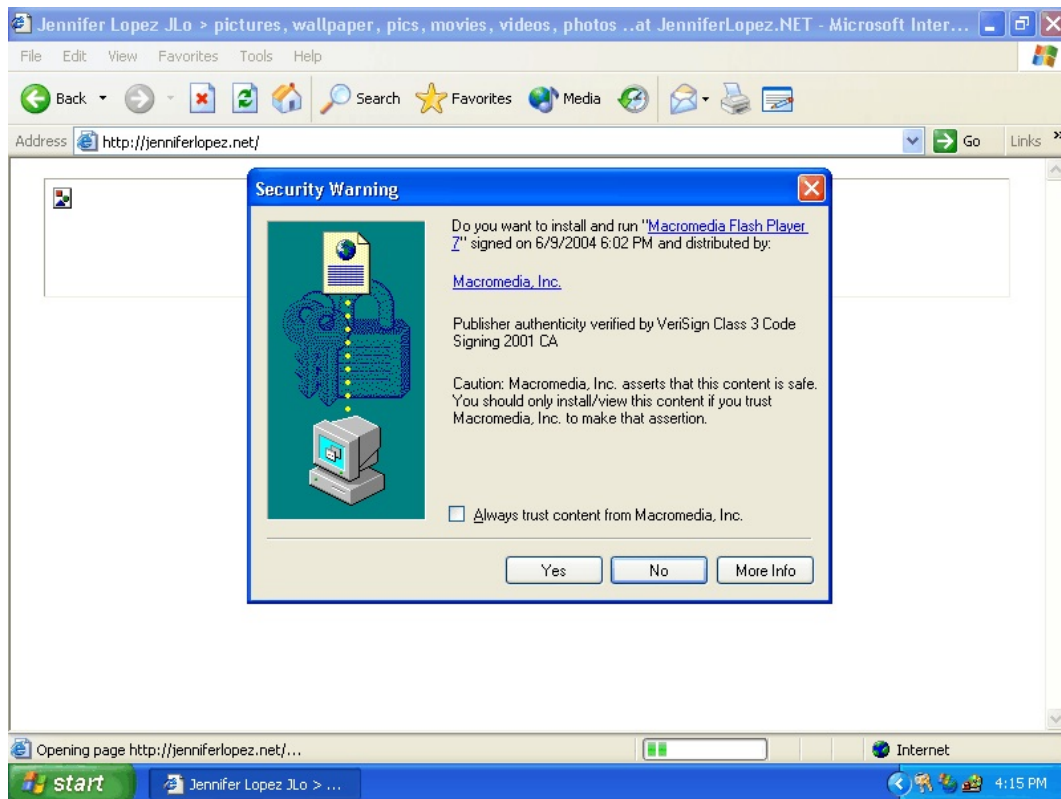 Jennifer Lopez JLo > pictures, wallpaper, pics, movies, videos, photos ..at JenniferLopez.NET - Microsoft Inter...
File Edit View Favorites Tools Help
Back Search Favorites Media
Address http://jenniferlopez.net/ Go Links »
Security Warning
Do you want to install and run "Macromedia Flash Player
7" signed on 6/9/2004 6:02 PM and distributed by:
Macromedia, Inc.
Publisher authenticity verified by VeriSign Class 3 Code
Signing 2001 CA
Caution: Macromedia, Inc. asserts that this content is safe.
You should only install/view this content if you trust
Macromedia, Inc. to make that assertion.
Always trust content from Macromedia, Inc.
Yes No More Info
Opening page http://jenniferlopez.net/... Internet
start Jennifer Lopez JLo > ... 4:15 PM